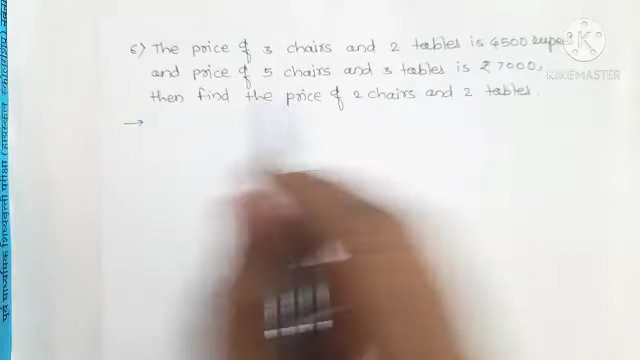 6) The price of 3 chairs and 2 tables is 4500 rupees
and price of 5 chairs and 3 tables is ₹ 7000,
then find the price of 2 chairs and 2 tables.
→
KINEMASTER